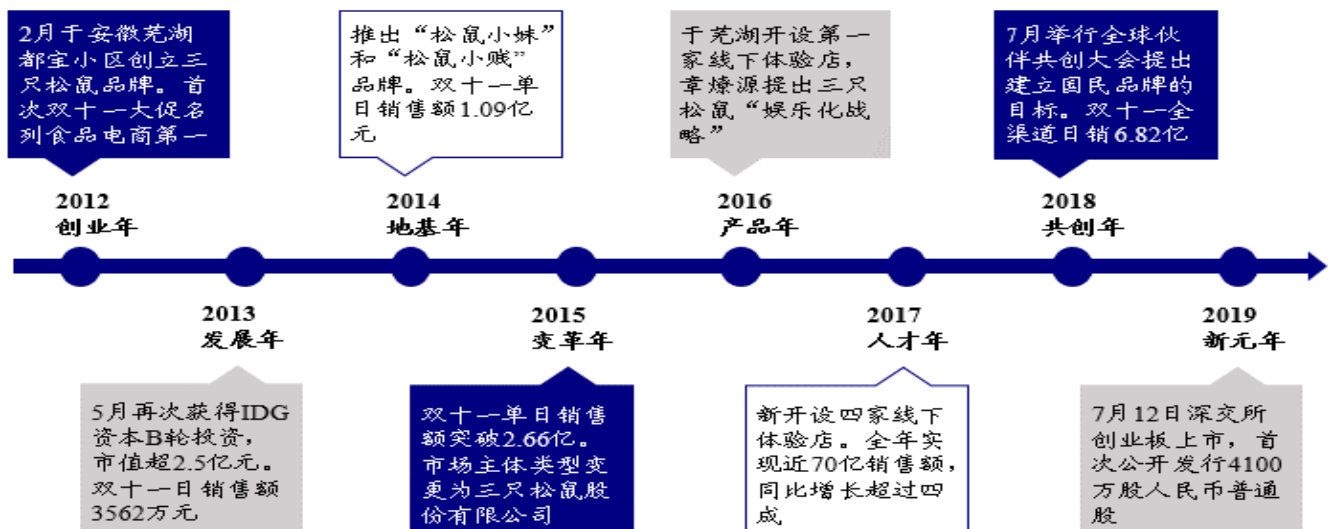 2月于安徽芜湖
都宝小区创立三
只松鼠品牌。首
次双十一大促名
列食品电商第一
推出“松鼠小妹”
和“松鼠小贱”
品牌。双十一单
日销售额1.09亿
元
于芜湖开设第一
家线下体验店，
章燎源提出三只
松鼠“娱乐化战
略”
7月举行全球伙
伴共创大会提出
建立国民品牌的
目标。双十一全
渠道日销6.82亿
2012
创业年
2014
地基年
2016
产品年
2018
共创年
2013
发展年
2015
变革年
2017
人才年
2019
新元年
5月再次获得IDG
资本B轮投资，
市值超2.5亿元。
双十一日销售额
3562万元
双十一单日销售
额突破2.66亿。
市场主体类型变
更为三只松鼠股
份有限公司
新开设四家线下
体验店。全年实
现近70亿销售额，
同比增长超过四
成
7月12日深交所
创业板上市，首
次公开发行4100
万股人民币普通
股